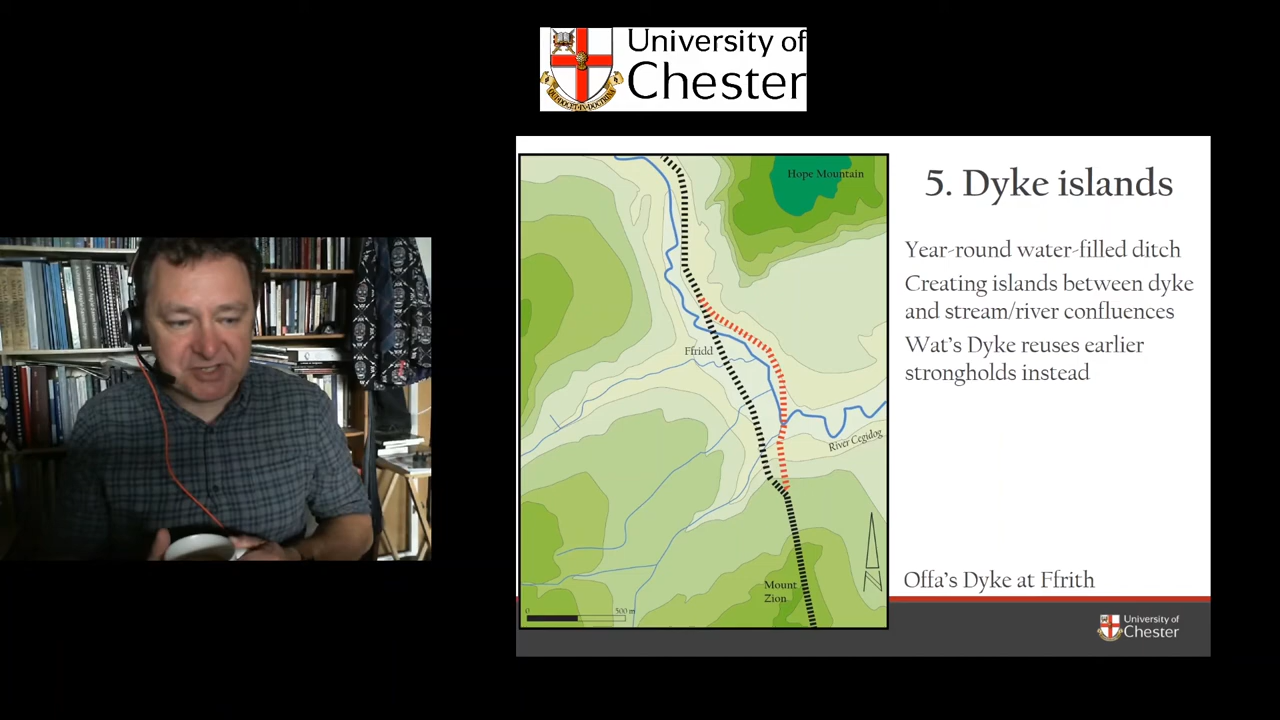 University of
Chester
5. Dyke islands
Year-round water-filled ditch
Creating islands between dyke
and stream/river confluences
Wat's Dyke reuses earlier
strongholds instead
Offa's Dyke at Ffrith
Hope Mountain
Ffridd
River Cegidog
Mount
Zion
N
0 500 m
University of
Chester